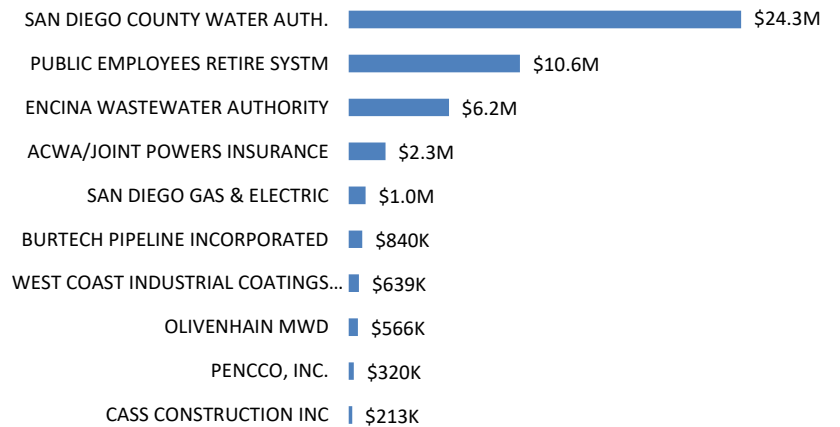 SAN DIEGO COUNTY WATER AUTH. $24.3M
PUBLIC EMPLOYEES RETIRE SYSTM $10.6M
ENCINA WASTEWATER AUTHORITY $6.2M
ACWA/JOINT POWERS INSURANCE $2.3M
SAN DIEGO GAS & ELECTRIC $1.0M
BURTECH PIPELINE INCORPORATED $840K
WEST COAST INDUSTRIAL COATINGS… $639K
OLIVENHAIN MWD $566K
PENCCO, INC. $320K
CASS CONSTRUCTION INC $213K